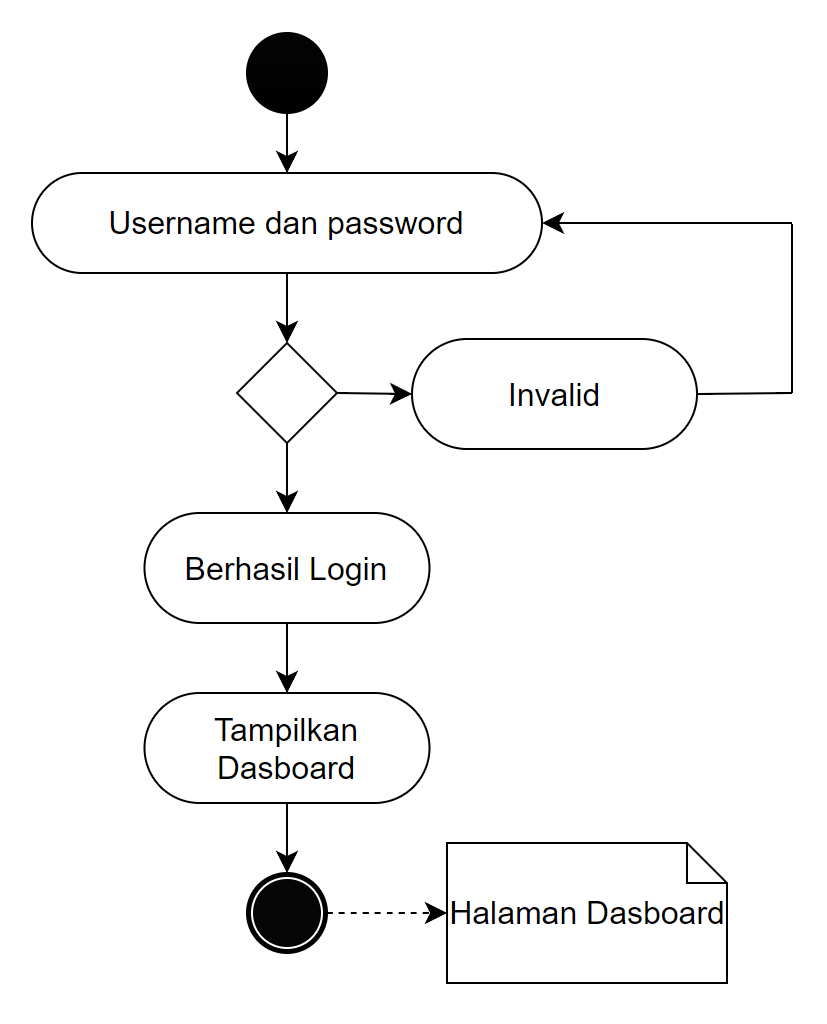 Username dan password
Invalid
Berhasil Login
Tampilkan
Dasboard
Halaman Dasboard